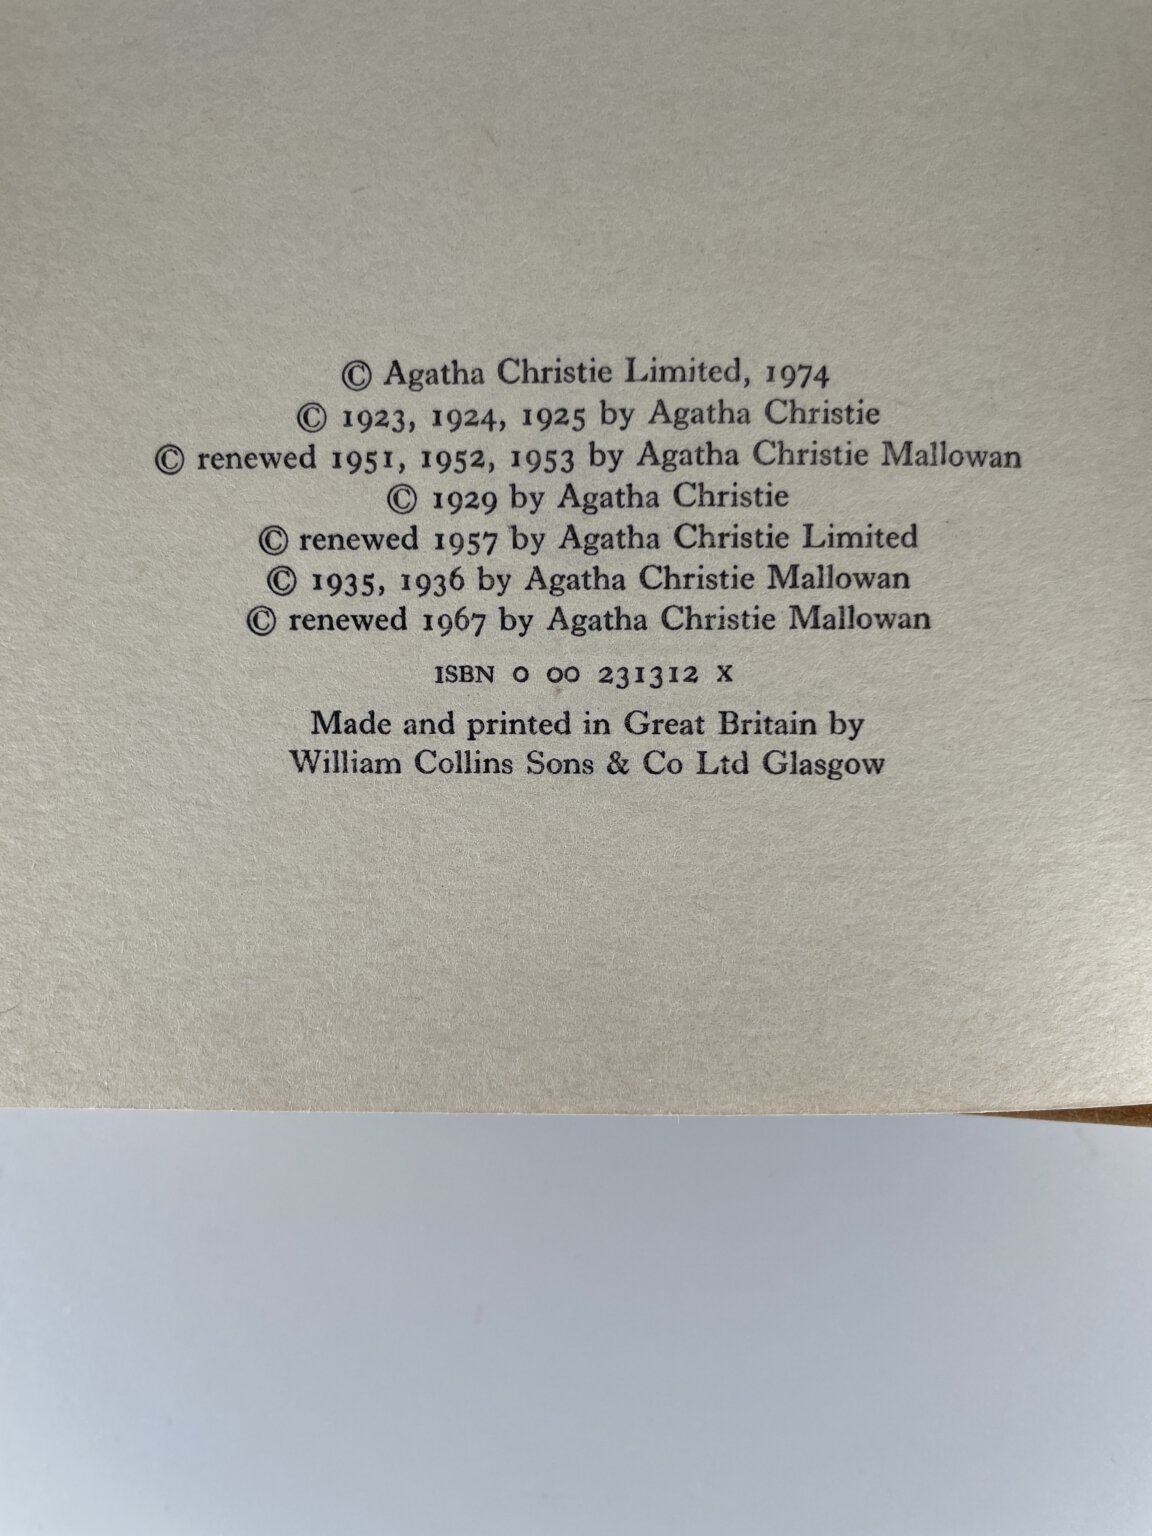 © Agatha Christie Limited, 1974
© 1923, 1924, 1925 by Agatha Christie
© renewed 1951, 1952, 1953 by Agatha Christie Mallowan
© 1929 by Agatha Christie
© renewed 1957 by Agatha Christie Limited
© 1935, 1936 by Agatha Christie Mallowan
© renewed 1967 by Agatha Christie Mallowan
ISBN 0 00 231312 X
Made and printed in Great Britain by
William Collins Sons & Co Ltd Glasgow